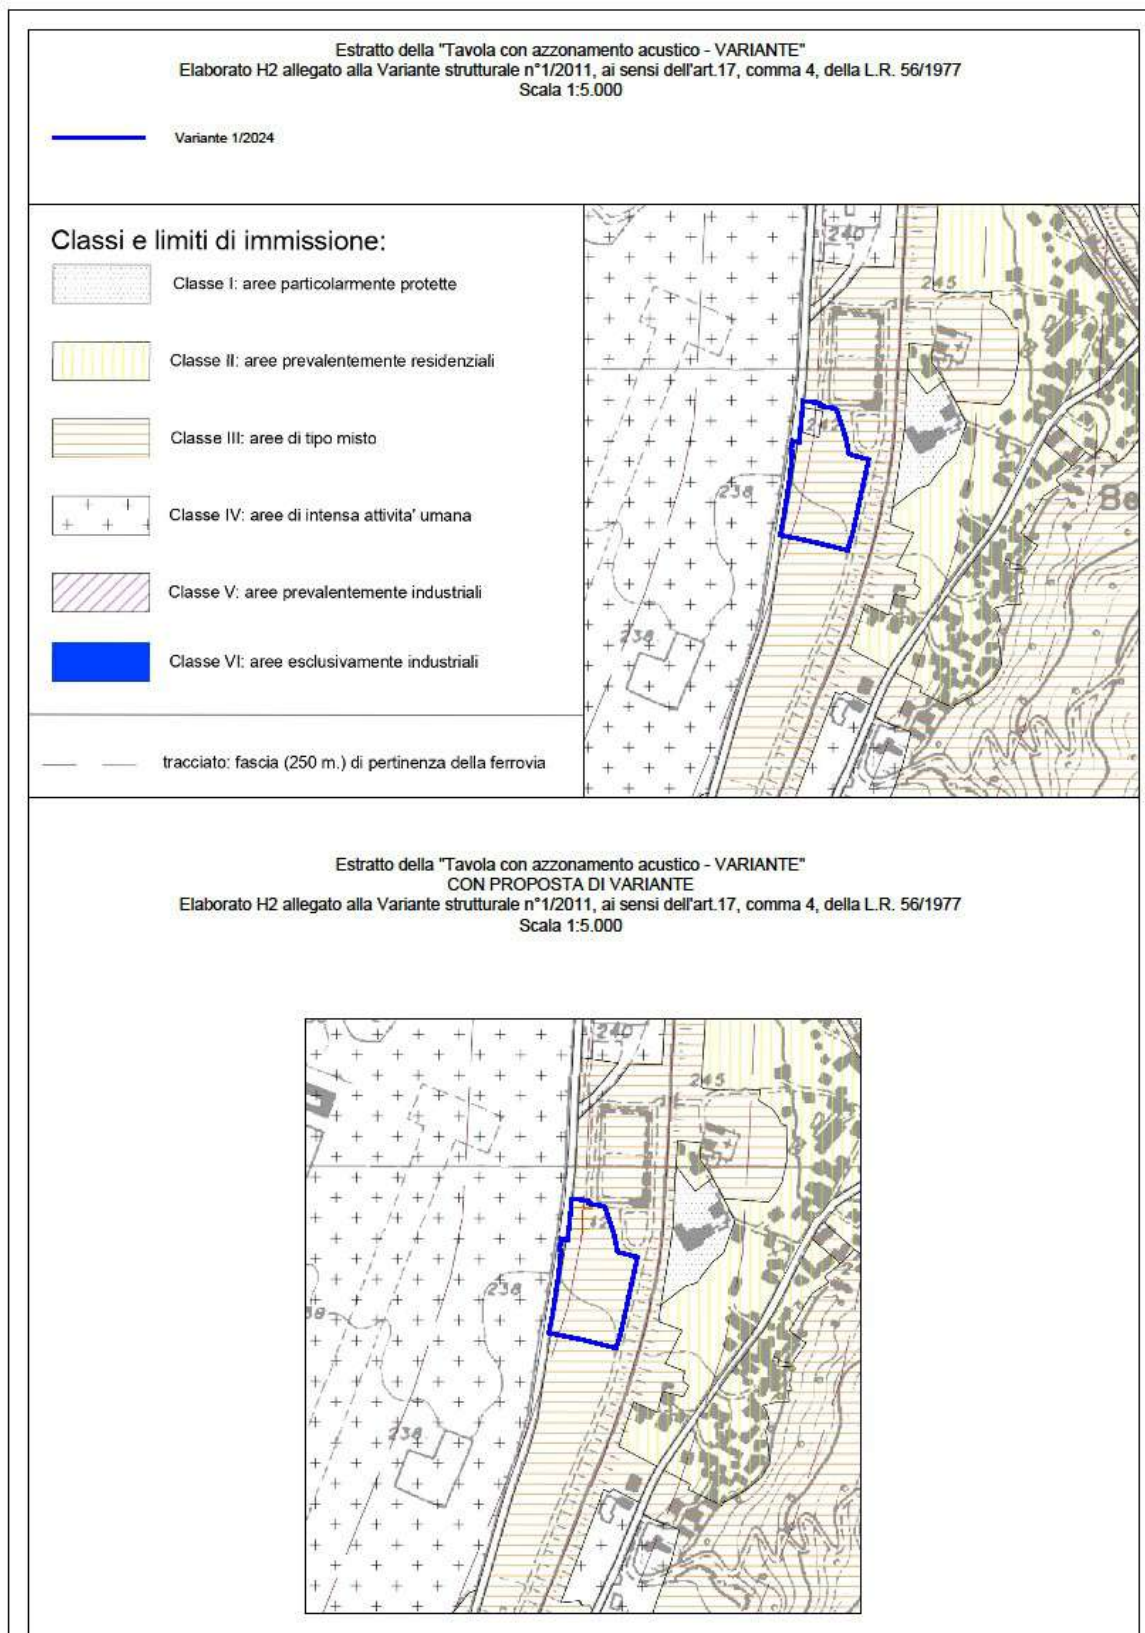 Estratto della "Tavola con azzonamento acustico - VARIANTE"
Elaborato H2 allegato alla Variante strutturale n°1/2011, ai sensi dell'art.17, comma 4, della L.R. 56/1977
Scala 1:5.000
Variante 1/2024
Classi e limiti di immissione:
Classe I: aree particolarmente protette
Classe II: aree prevalentemente residenziali
Classe III: aree di tipo misto
Classe IV: aree di intensa attivita' umana
Classe V: aree prevalentemente industriali
Classe VI: aree esclusivamente industriali
tracciato: fascia (250 m.) di pertinenza della ferrovia
240
245
242
247
238
Be
238
Estratto della "Tavola con azzonamento acustico - VARIANTE"
CON PROPOSTA DI VARIANTE
Elaborato H2 allegato alla Variante strutturale n°1/2011, ai sensi dell'art.17, comma 4, della L.R. 56/1977
Scala 1:5.000
240
245
238
238